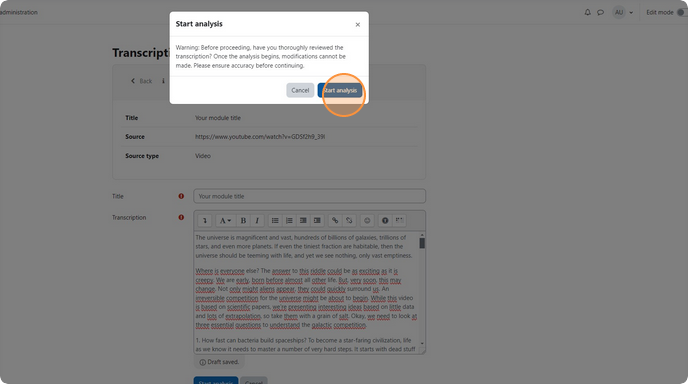 administration
AU
Edit mode
Start analysis
×
Warning: Before proceeding, have you thoroughly reviewed the
transcription? Once the analysis begins, modifications cannot be
made. Please ensure accuracy before continuing.
Cancel
Start analysis
Transcript
Back
Title
Your module title
Source
Source type
Video
Title
Your module title
Transcription
A
B
I
The universe is magnificent and vast, hundreds of billions of galaxies, trillions of
stars, and even more planets. If even the tiniest fraction are habitable, then the
universe should be teeming with life, and yet we see nothing, only vast emptiness.
Where is everyone else? The answer to this riddle could be as exciting as it is
creepy. We are early, born before almost all other life. But, very soon, this may
change. Not only might aliens appear, they could quickly surround us. An
irreversible competition for the universe might be about to begin. While this video
is based on scientific papers, we're presenting interesting ideas based on little data
and lots of extrapolation, so take them with a grain of salt. Okay, we need to look at
three essential questions to understand the galactic competition.
1. How fast can bacteria build spaceships? To become a star-faring civilization, life
as we know it needs to master a number of very hard steps. It starts with dead stuff
Draft saved.
Start analysis
Cancel